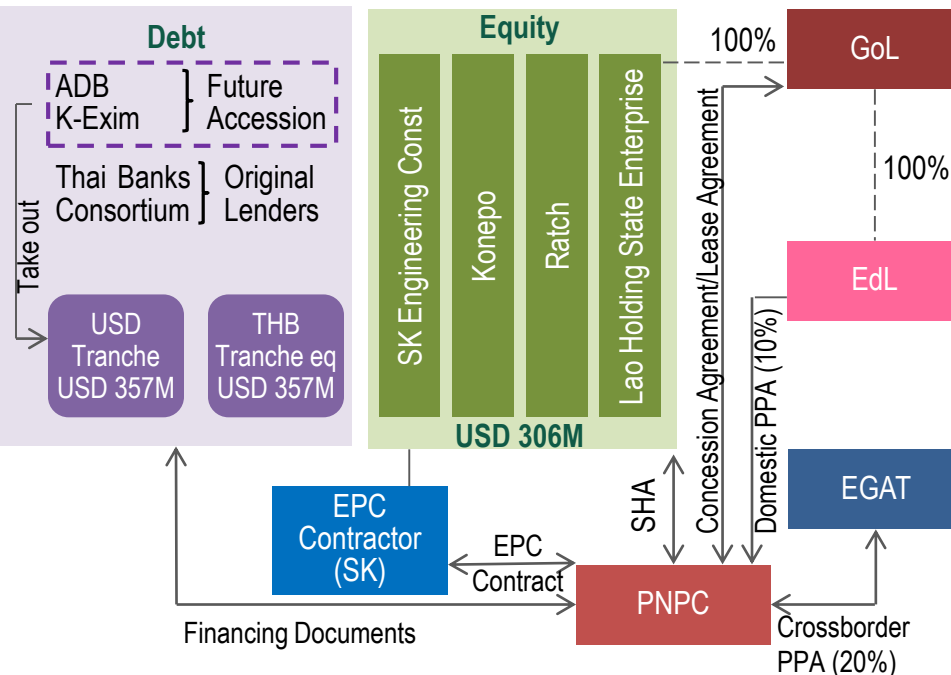 Debt
ADB
K-Exim
Future
Accession
Thai Banks
Consortium
Original
Lenders
Take out
USD
Tranche
USD 357M
THB
Tranche eq
USD 357M
Equity
SK Engineering Const
Konepo
Ratch
Lao Holding State Enterprise
USD 306M
100%
GoL
100%
EdL
Concession Agreement/Lease Agreement
Domestic PPA (10%)
SHA
EGAT
EPC
Contractor
(SK)
EPC
Contract
PNPC
Financing Documents
Crossborder
PPA (20%)